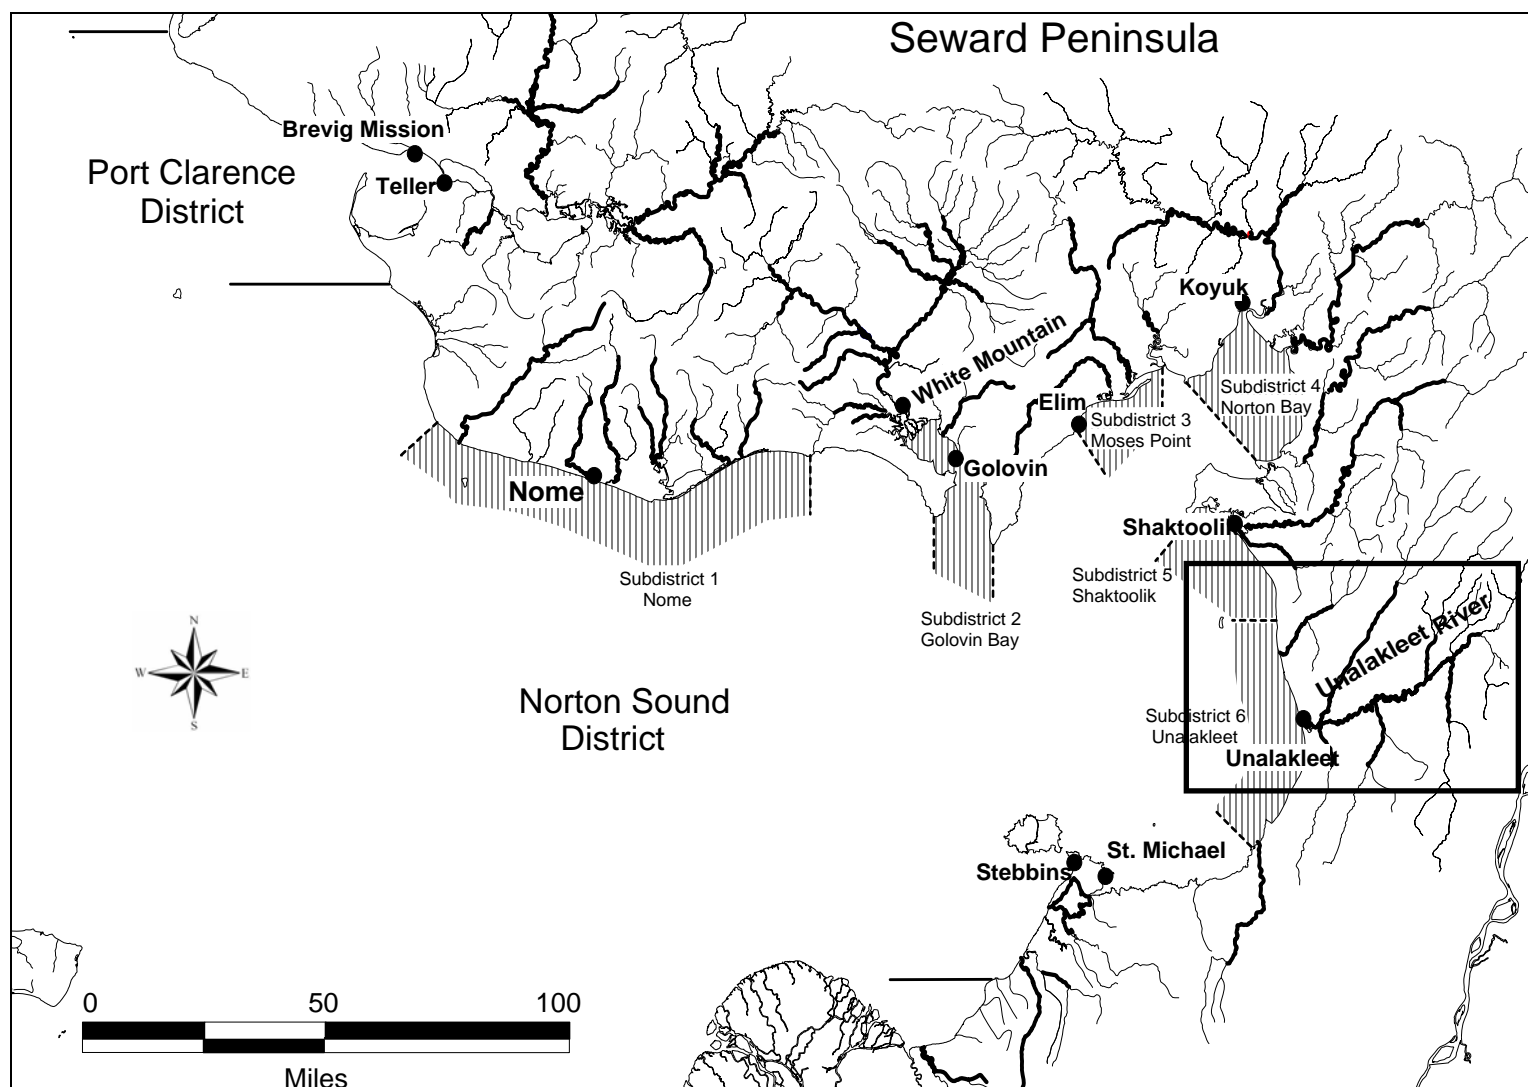 Seward Peninsula
Brevig Mission
Port Clarence
District
Teller
Koyuk
White Mountain
Elim
Subdistrict 4
Norton Bay
Subdistrict 3
Moses Point
Golovin
Nome
Shaktoolik
Subdistrict 1
Nome
Subdistrict 5
Shaktoolik
Subdistrict 2
Golovin Bay
Unalakleet River
N
W
E
S
Norton Sound
District
Subdistrict 6
Unalakleet
Unalakleet
St. Michael
Stebbins
0 50 100
Miles